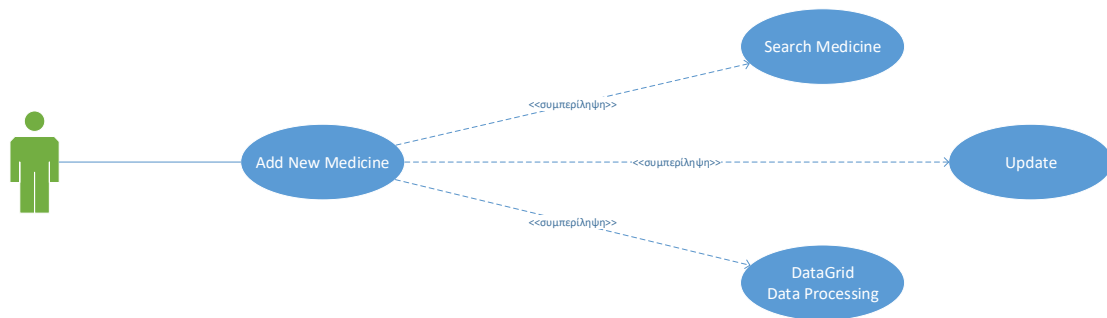 Search Medicine
<<συμπερίληψη>>
Add New Medicine
<<συμπερίληψη>>
Update
<<συμπερίληψη>>
DataGrid
Data Processing